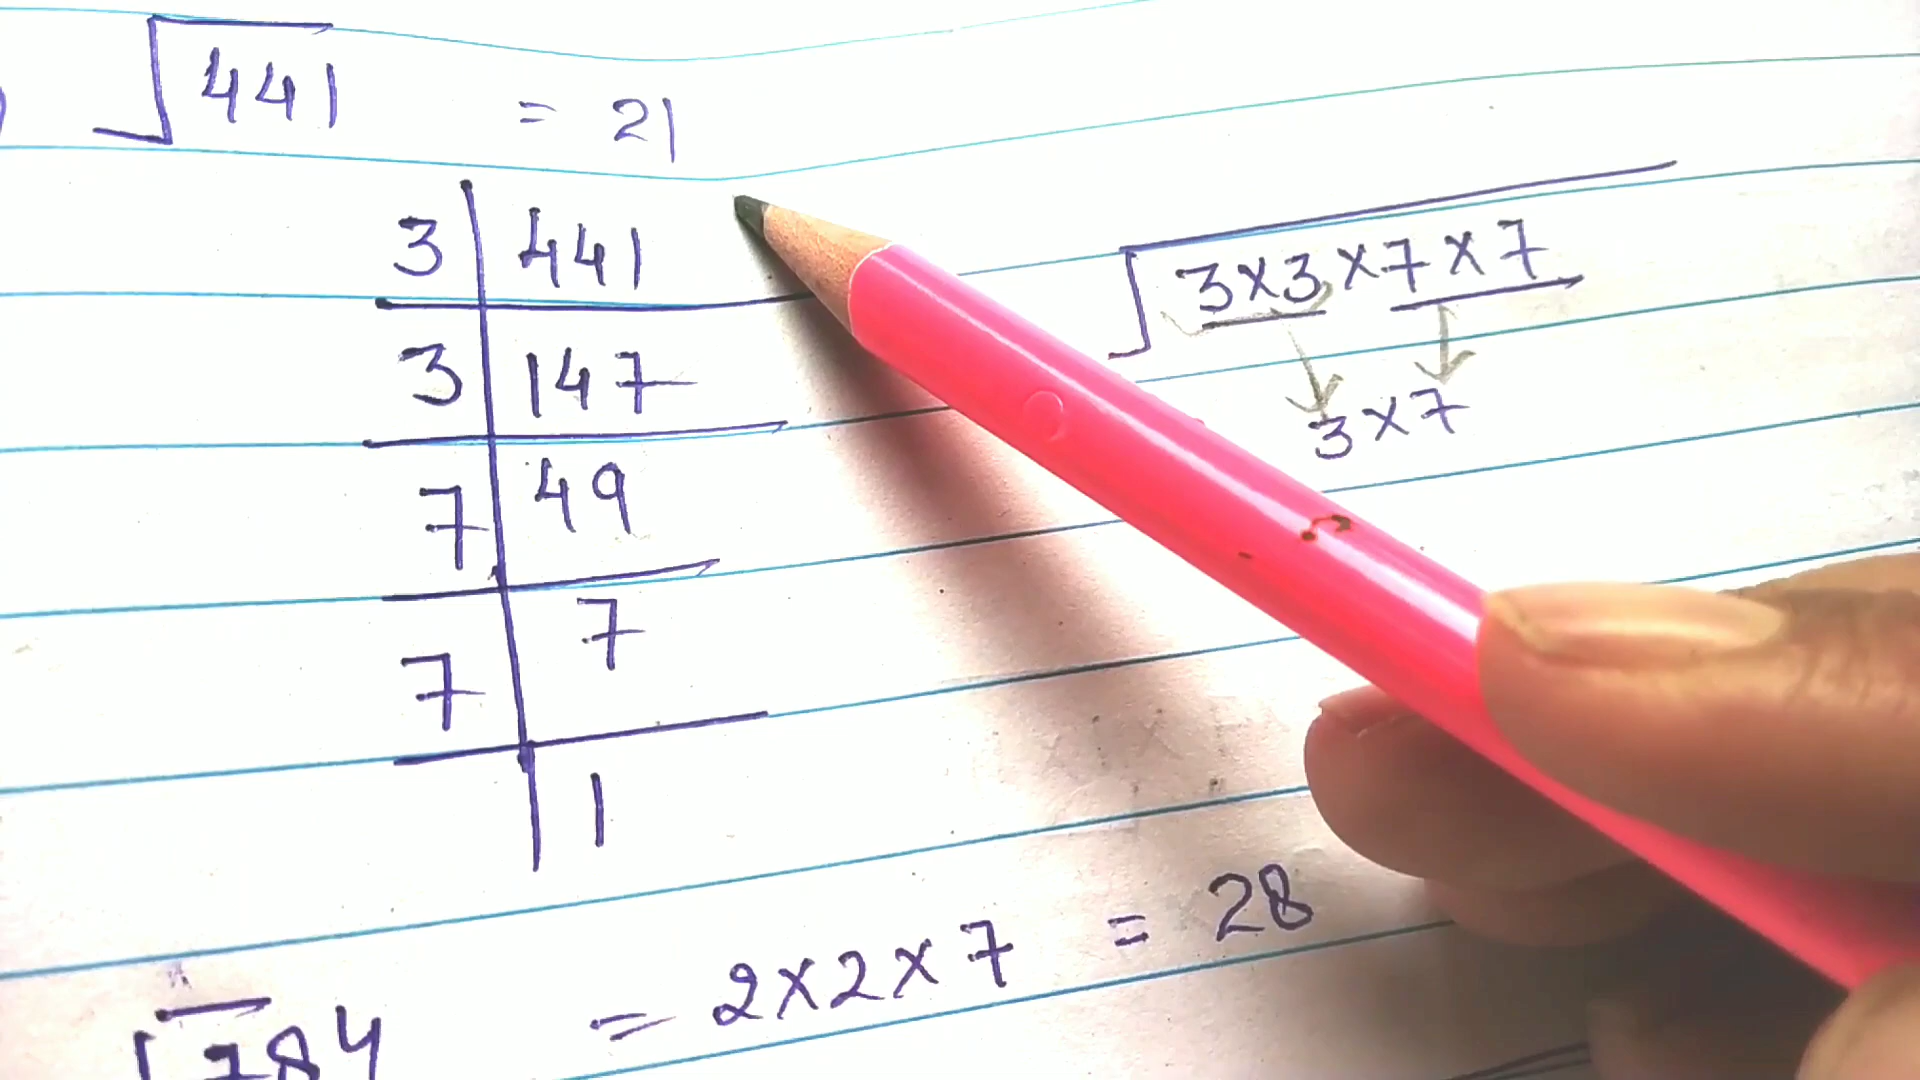 √441 = 21
3 | 441
3 | 147
7 | 49
7 | 7
| 1
√3×3×7×7
3×7
√784 = 2×2×7 = 28